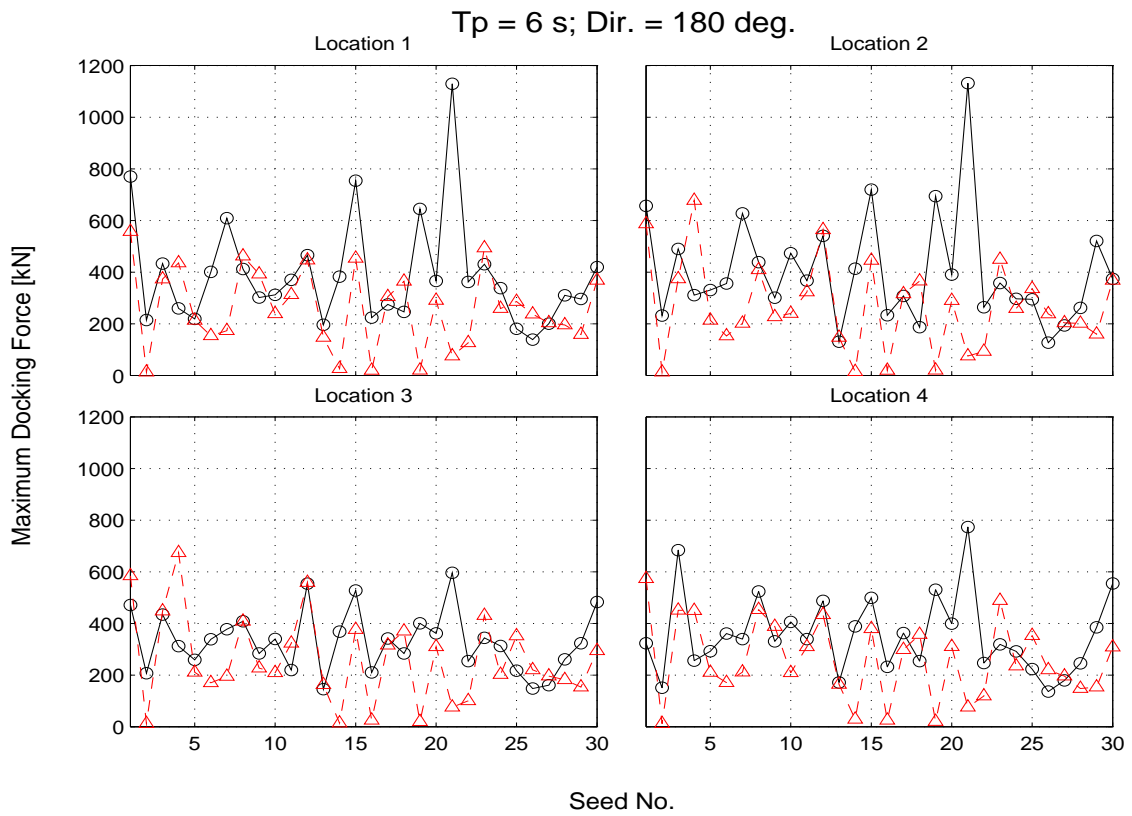 Tp = 6 s; Dir. = 180 deg.
Location 1
Location 2
1200
1000
800
600
400
200
0
Location 3
Location 4
1200
1000
800
600
400
200
0
5 10 15 20 25 30
5 10 15 20 25 30
Maximum Docking Force [kN]
Seed No.